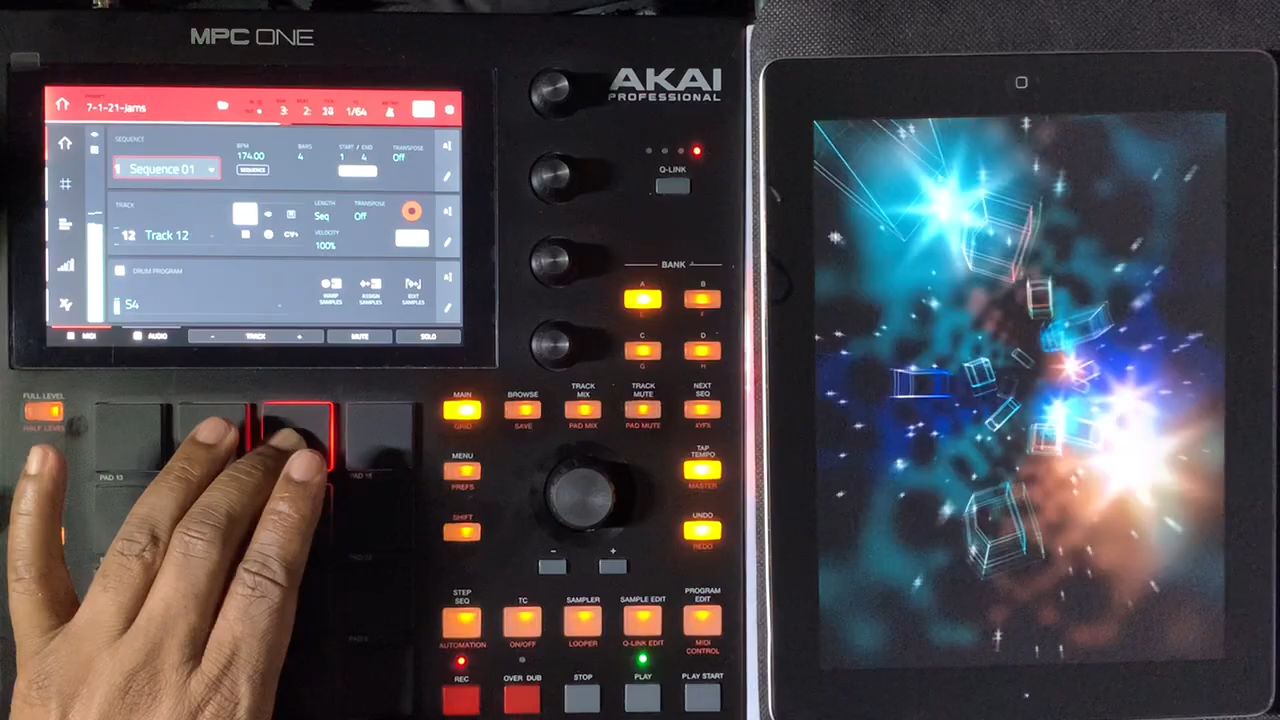 MPC ONE
AKAI
PROFESSIONAL
7-1-21-Jams
3: 2: 28 1/64
SEQUENCE
1 Sequence 01
BPM
174.00
SEQUENCE
BARS
4
START / END
1 4
TRANSPOSE
Off
TRACK
12 Track 12
LENGTH
Seq
VELOCITY
100%
TRANSPOSE
Off
DRUM PROGRAM
S4
WARP SAMPLES
ASSIGN SAMPLES
EDIT SAMPLES
MIDI
AUDIO
- TRACK +
MUTE
SOLO
Q-LINK
BANK
A B
F
C D
G H
FULL LEVEL
HALF LEVEL
PAD 13
MAIN
GRID
BROWSE
SAVE
TRACK MIX
PAD MIX
TRACK MUTE
PAD MUTE
NEXT SEQ
XYFX
MENU
PREFS
TAP TEMPO
MASTER
SHIFT
UNDO
REDO
- +
STEP SEQ
AUTOMATION
TC
ON/OFF
SAMPLER
LOOPER
SAMPLE EDIT
Q-LINK EDIT
PROGRAM EDIT
MIDI CONTROL
REC
OVER DUB
STOP
PLAY
PLAY START